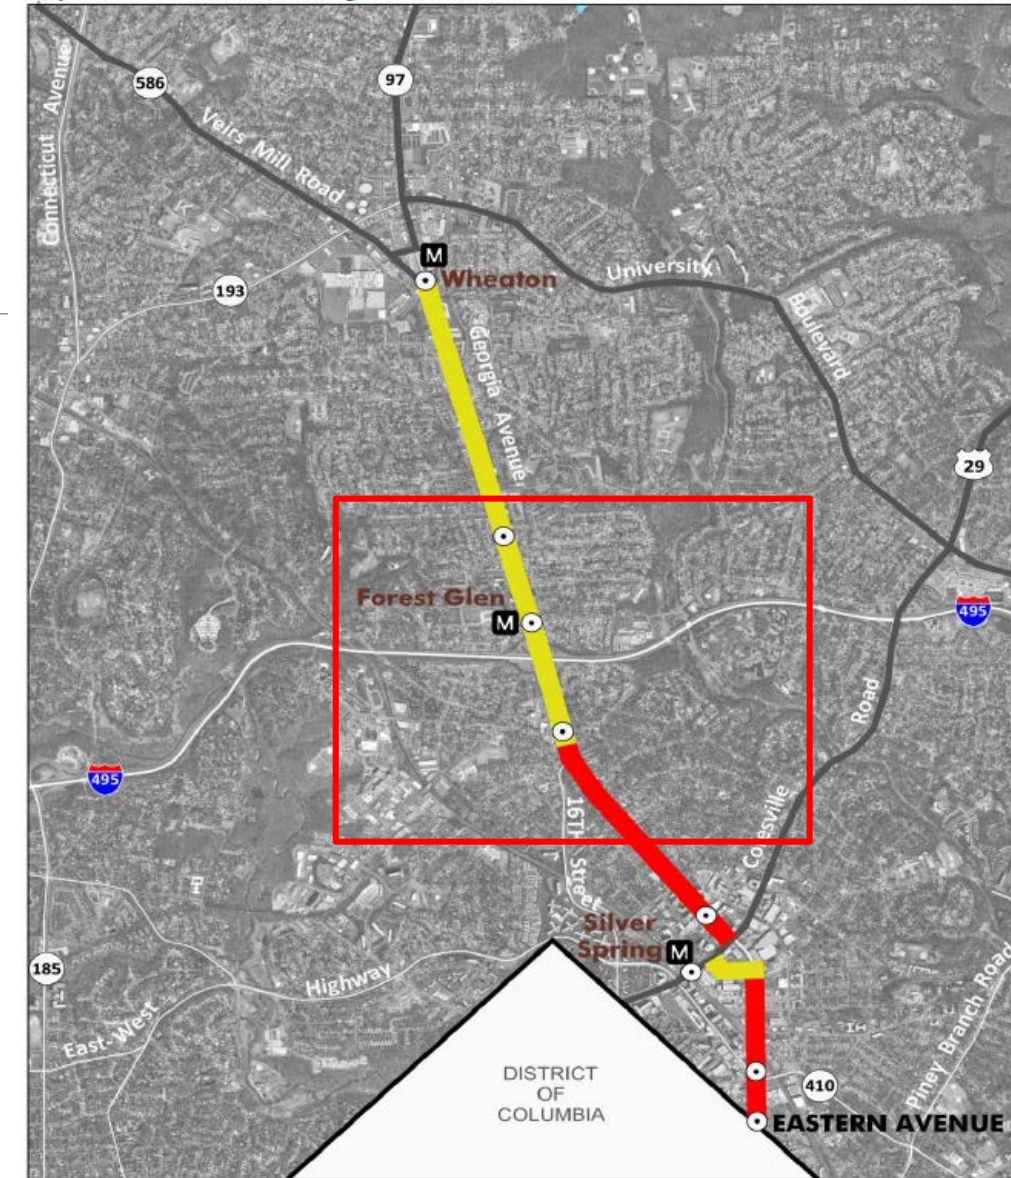 586
97
Connecticut Avenue
Veirs Mill Road
M
Wheaton
193
University
Boulevard
Georgia Avenue
29
Forest Glen
M
495
Road
495
16TH Street
Colesville
Silver
Spring M
185
Highway
East-West
Piney Branch Road
DISTRICT
OF
COLUMBIA
410
EASTERN AVENUE